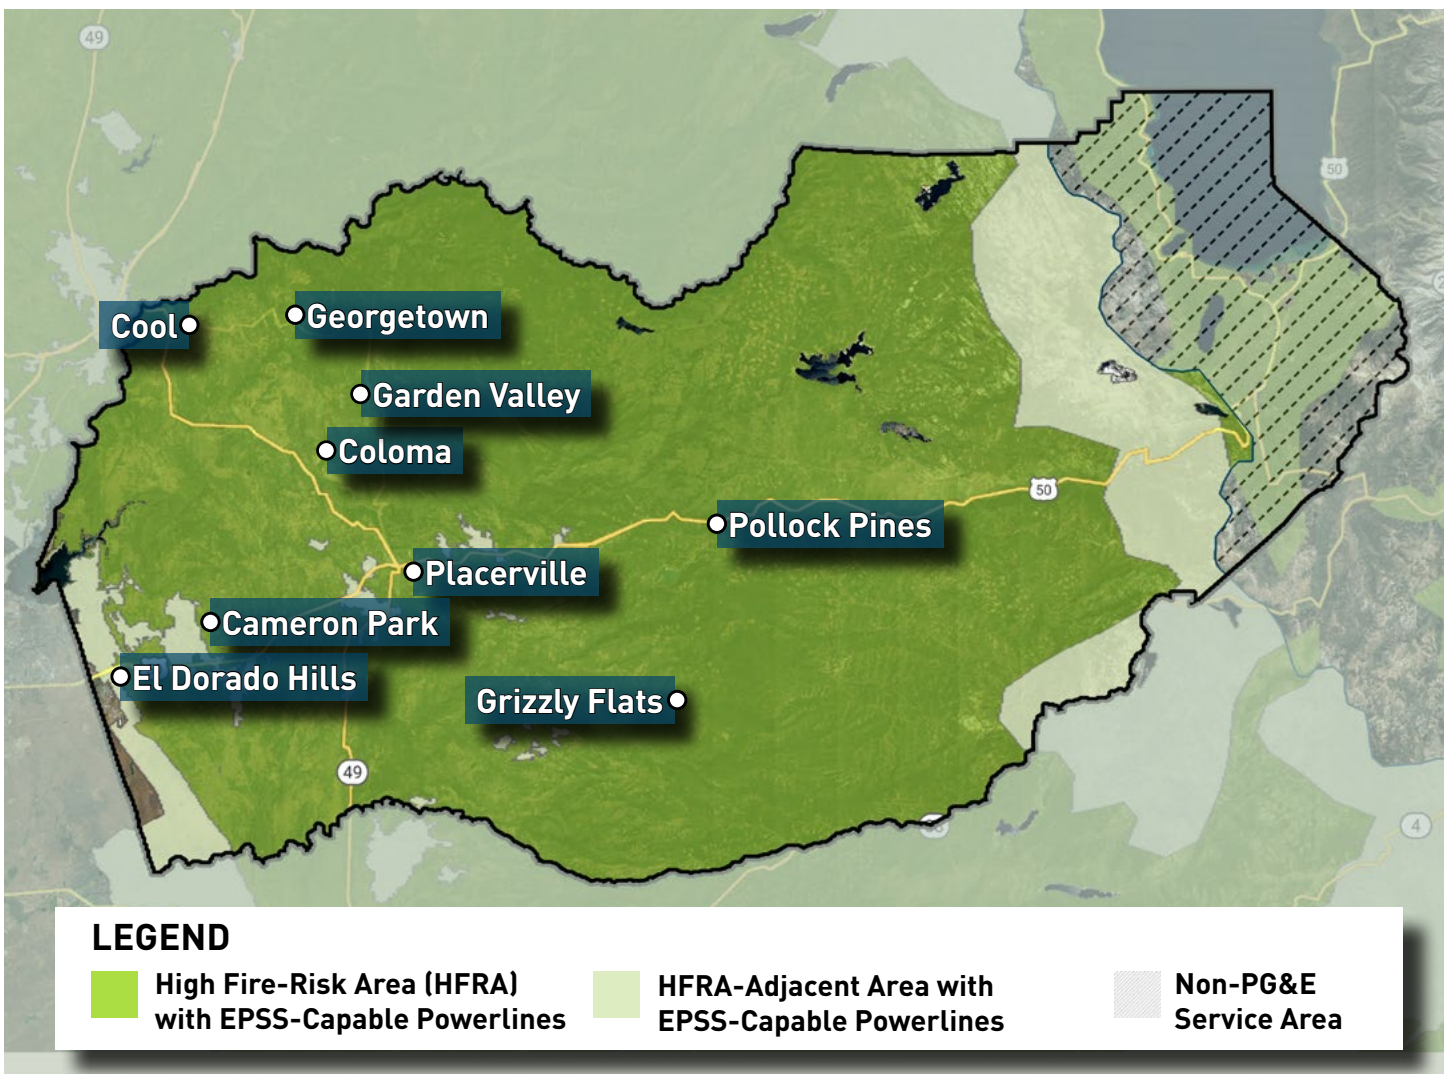 49
50
Cool
Georgetown
Garden Valley
Coloma
50
Pollock Pines
Placerville
Cameron Park
El Dorado Hills
Grizzly Flats
49
4
LEGEND
High Fire-Risk Area (HFRA)
with EPSS-Capable Powerlines
HFRA-Adjacent Area with
EPSS-Capable Powerlines
Non-PG&E
Service Area